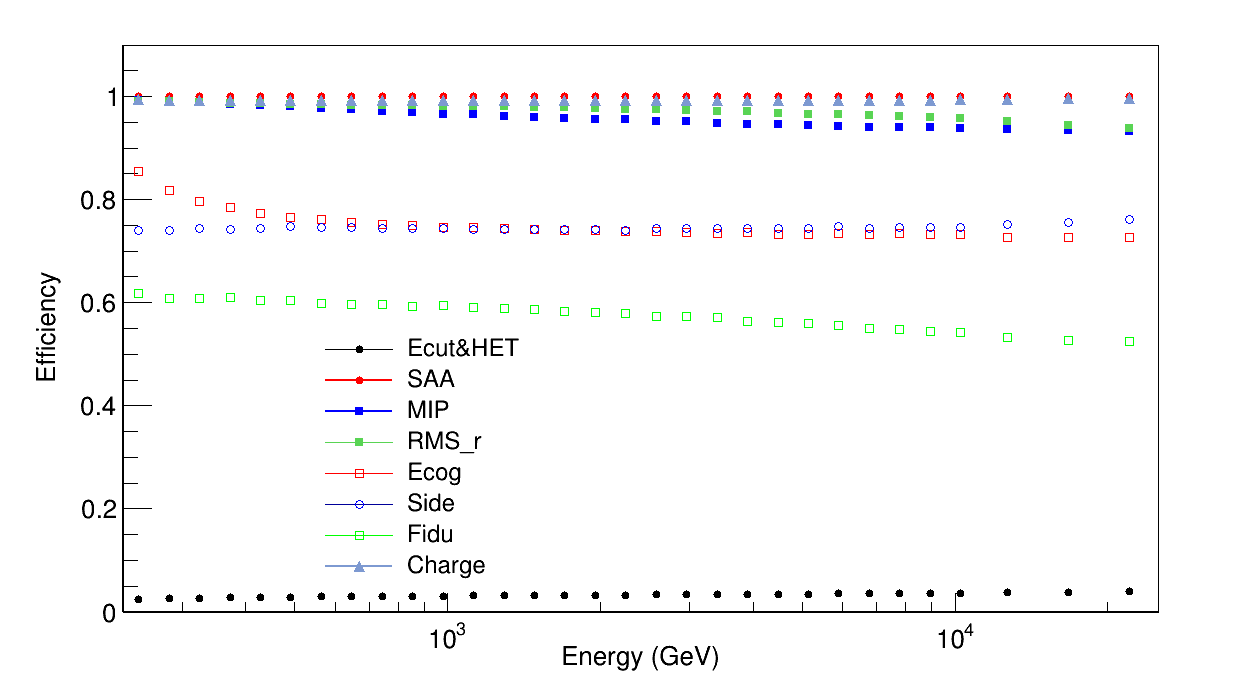 1
0.8
0.6
0.4
0.2
0
Efficiency
Ecut&HET
SAA
MIP
RMS_r
Ecog
Side
Fidu
Charge
10³
10⁴
Energy (GeV)